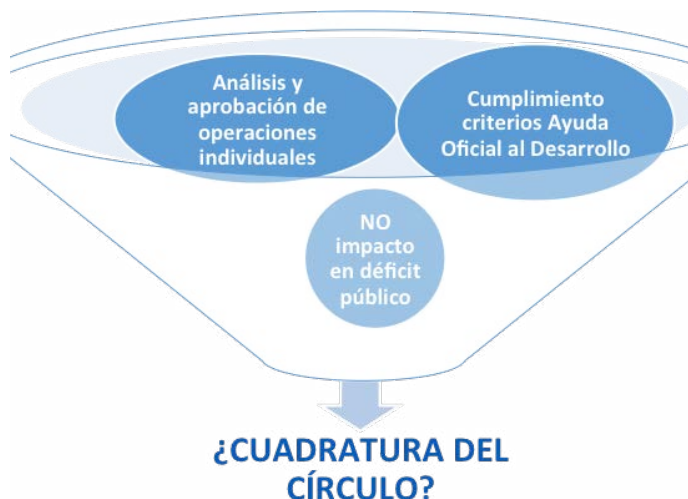 Análisis y
aprobación de
operaciones
individuales
Cumplimiento
criterios Ayuda
Oficial al Desarrollo
NO
impacto
en déficit
público
¿CUADRATURA DEL
CÍRCULO?